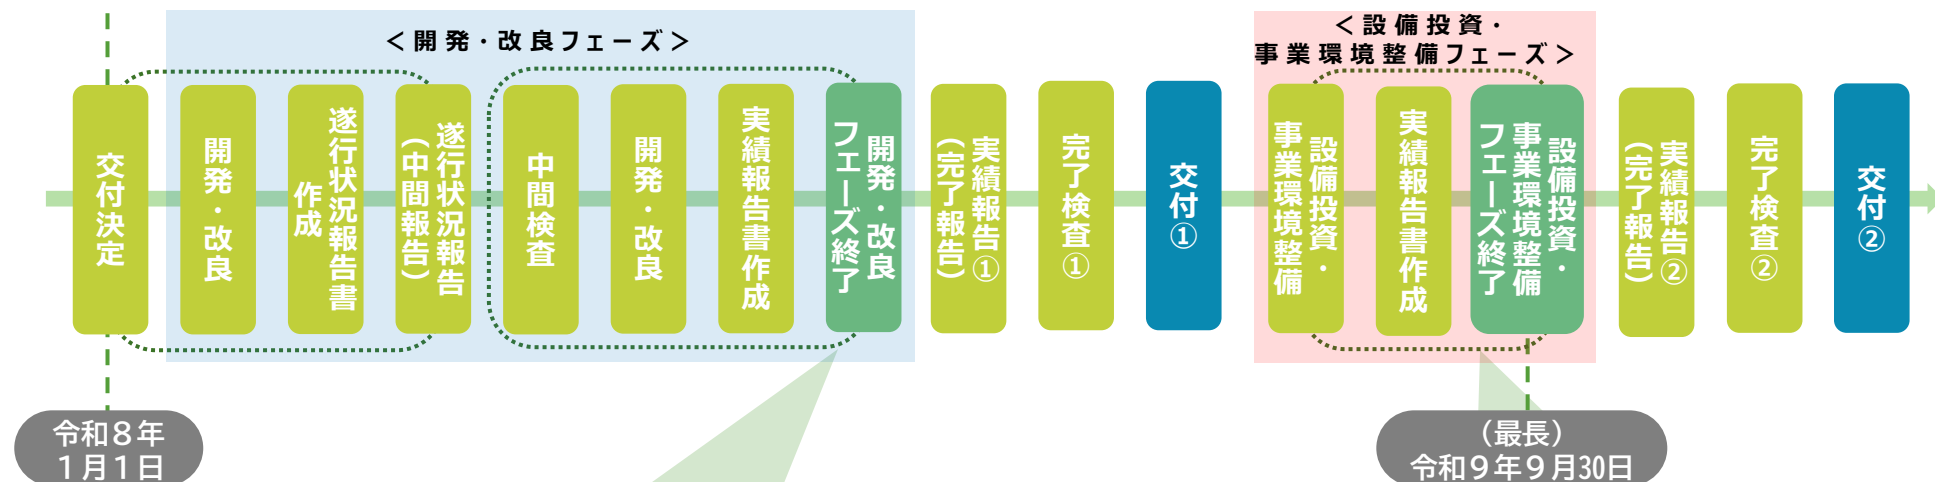 ＜開発・改良フェーズ＞
＜設備投資・
事業環境整備フェーズ＞
交付決定
開発・改良
遂行状況報告書
作成
遂行状況報告
（中間報告）
中間検査
開発・改良
実績報告書作成
開発・改良
フェーズ終了
実績報告①
（完了報告）
完了検査①
交付①
設備投資・
事業環境整備
実績報告書作成
設備投資・
事業環境整備
フェーズ終了
実績報告②
（完了報告）
完了検査②
交付②
令和８年
１月１日
（最長）
令和９年９月30日